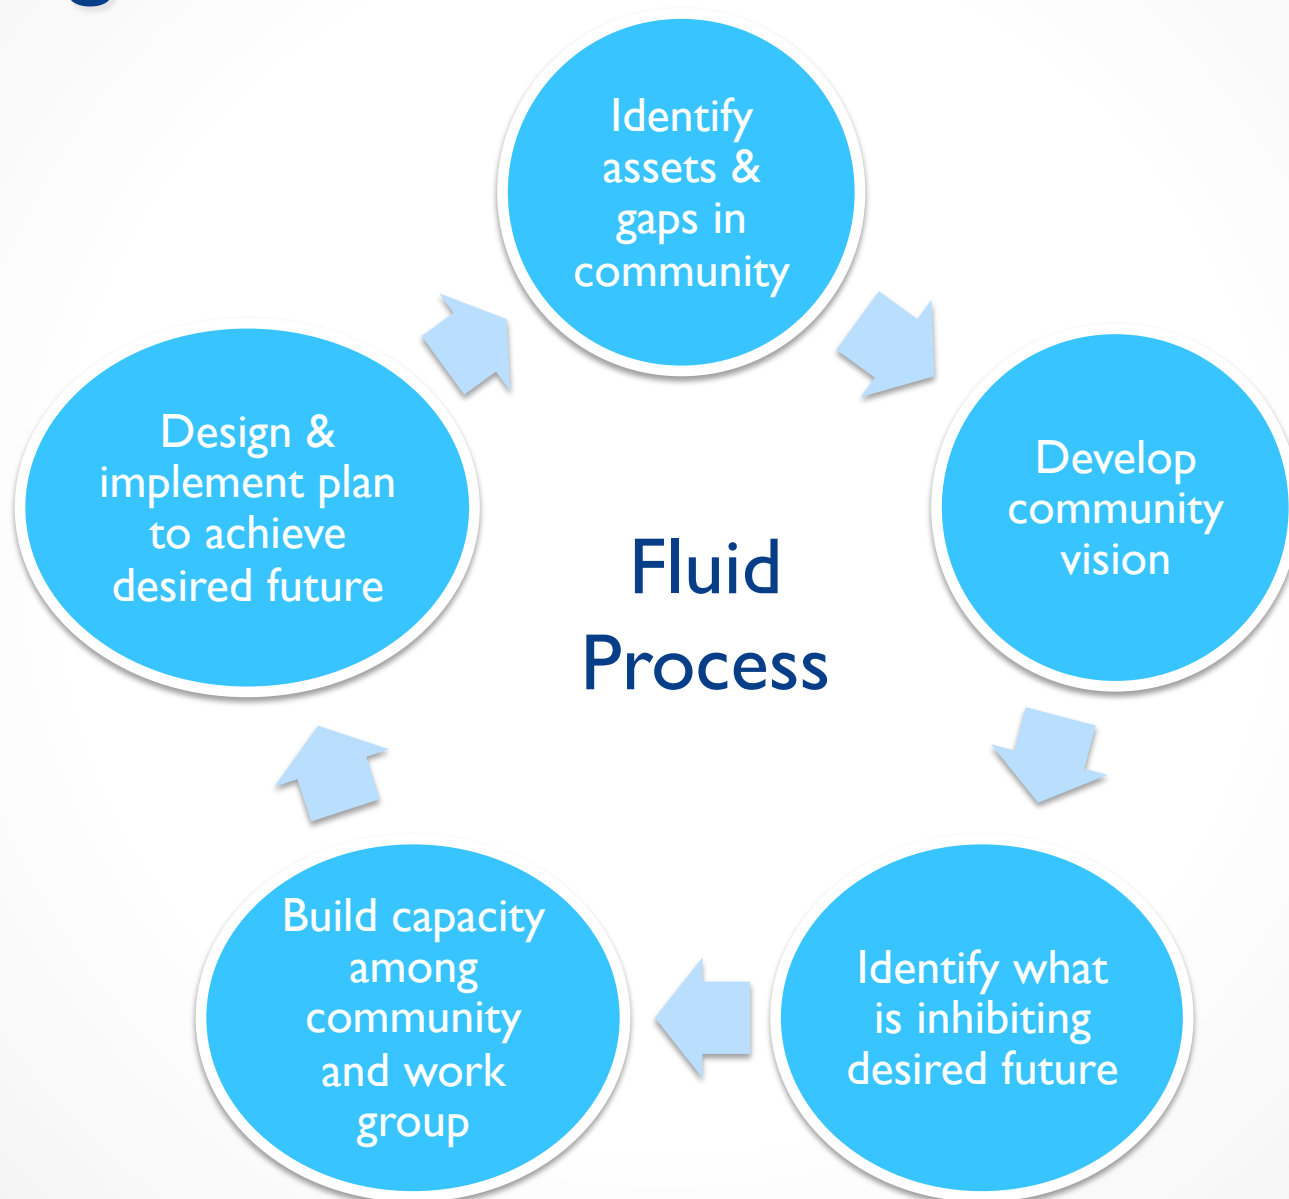 Identify
assets &
gaps in
community
Develop
community
vision
Identify what
is inhibiting
desired future
Build capacity
among
community
and work
group
Design &
implement plan
to achieve
desired future
Fluid
Process